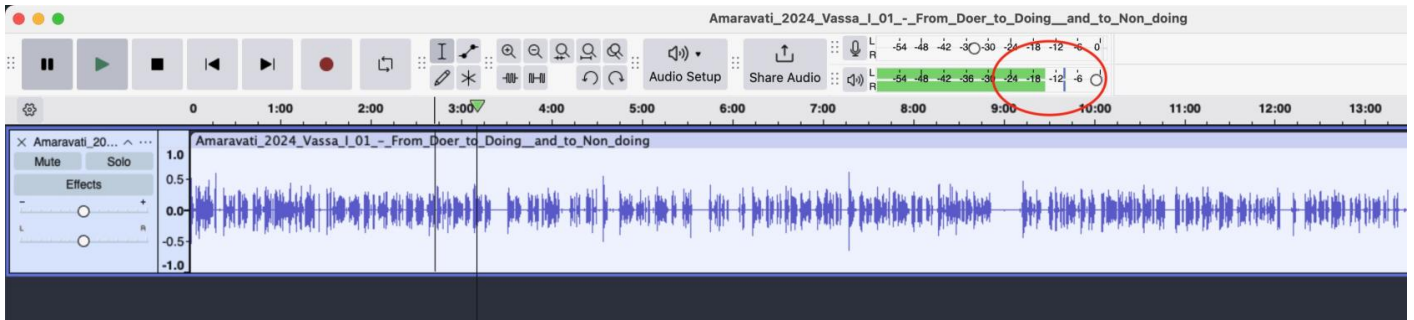 Amaravati_2024_Vassa_I_01_-_From_Doer_to_Doing__and_to_Non_doing
L
R
-54 -48 -42 -30 -24 -18 -12 -6 0
Audio Setup
Share Audio
L
R
-54 -48 -42 -36 -30 -24 -18 -12 -6
0 1:00 2:00 3:00 4:00 5:00 6:00 7:00 8:00 9:00 10:00 11:00 12:00 13:00
Amaravati_20...
Amaravati_2024_Vassa_I_01_-_From_Doer_to_Doing__and_to_Non_doing
Mute Solo
Effects
- +
L R
1.0
0.5
0.0
-0.5
-1.0